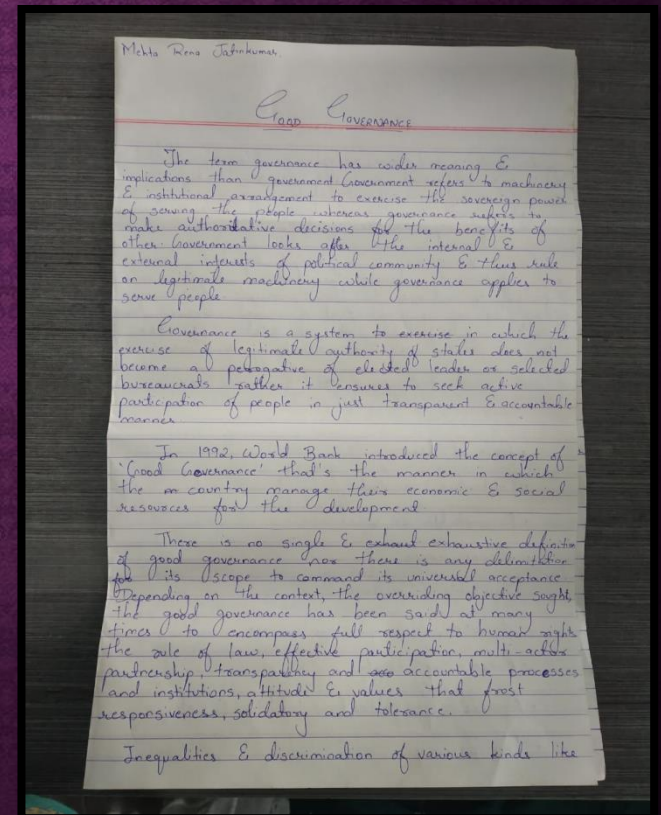 Mehta Rena Jatinkumar.
GOOD GOVERNANCE
The term governance has wider meaning &
implications than government Government refers to machinery
& institutional arrangement to exercise the sovereign power
of serving the people whereas governance refers to
make authoritative decisions for the benefits of
other. Government looks after the internal &
external interests of political community & thus rule
on legitimate machinery while governance applies to
serve people
Governance is a system to exercise in which the
exercise of legitimate authority of states does not
become a perogative of elected leader or selected
bureaucrats rather it ensures to seek active
participation of people in just transparent & accountable
manner
In 1992, World Bank introduced the concept of
'Good Governance' that's the manner in which
the country manage their economic & social
resources for the development
There is no single & exhaust exhaustive definition
of good governance nor there is any delimitation
for its scope to command its universal acceptance.
Depending on the context, the overriding objective sought,
the good governance has been said at many
times to encompass full respect to human rights
the rule of law, effective participation, multi-actor
partnership, transparency and accountable processes
and institutions, attitude & values that frost
responsiveness, solidatory and tolerance.
Inequalities & discrimination of various kinds like